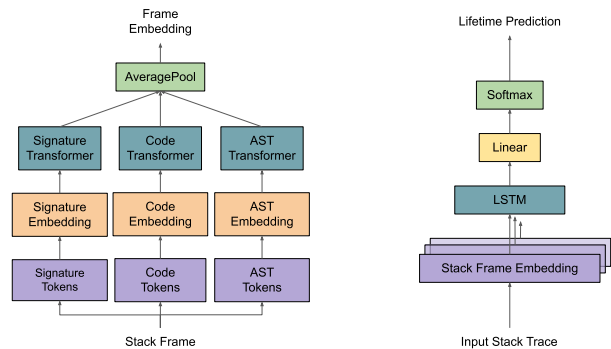 Frame
Embedding
AveragePool
Signature
Transformer
Code
Transformer
AST
Transformer
Signature
Embedding
Code
Embedding
AST
Embedding
Signature
Tokens
Code
Tokens
AST
Tokens
Stack Frame
Lifetime Prediction
Softmax
Linear
LSTM
Stack Frame Embedding
Input Stack Trace